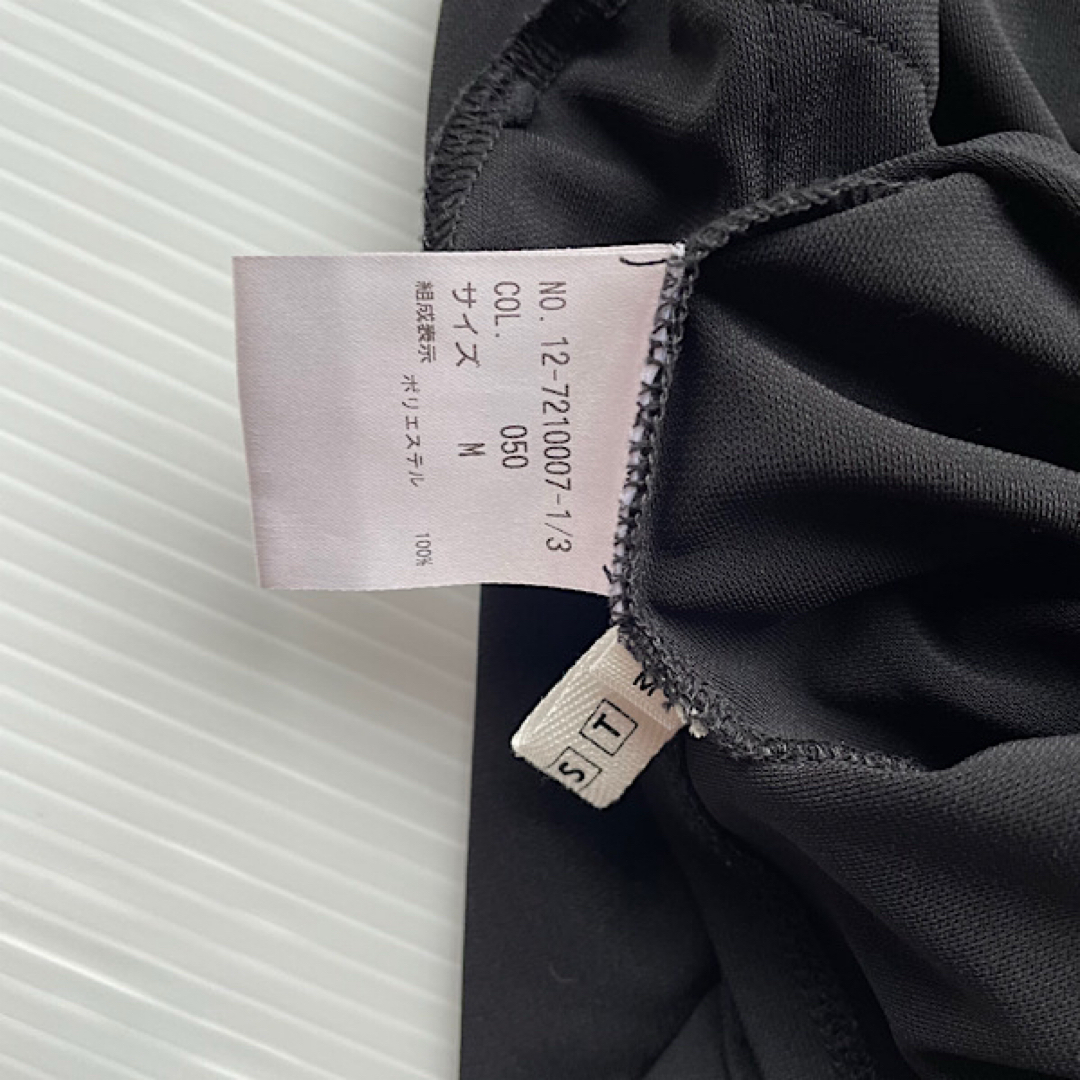 NO. 12-7210007-1/3
COL. 050
サイズ M
組成表示 ポリエステル 100%
M
T
S